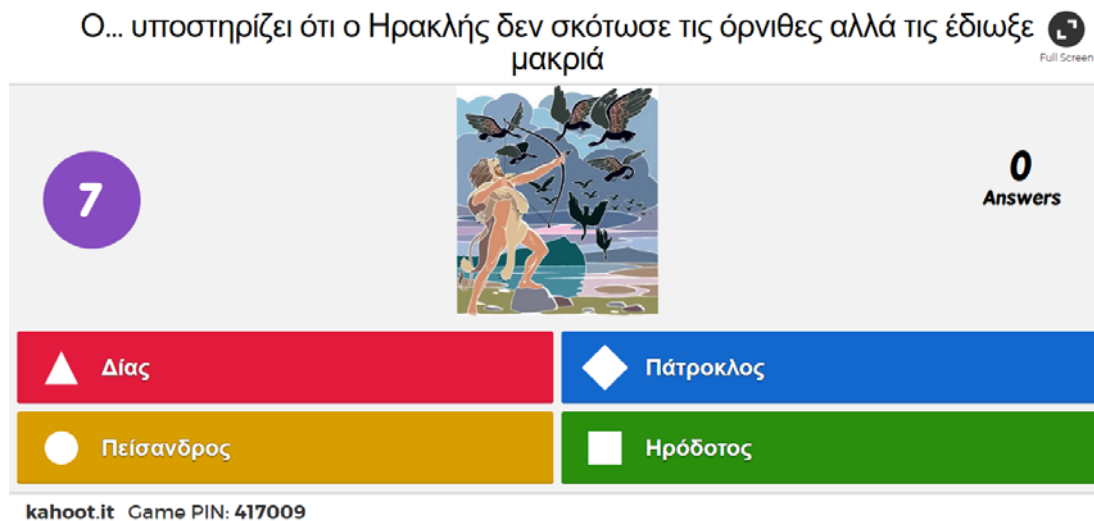 Ο... υποστηρίζει ότι ο Ηρακλής δεν σκότωσε τις όρνιθες αλλά τις έδιωξε
μακριά
Full Screen
7
0
Answers
Δίας
Πάτροκλος
Πείσανδρος
Ηρόδοτος
kahoot.it Game PIN: 417009